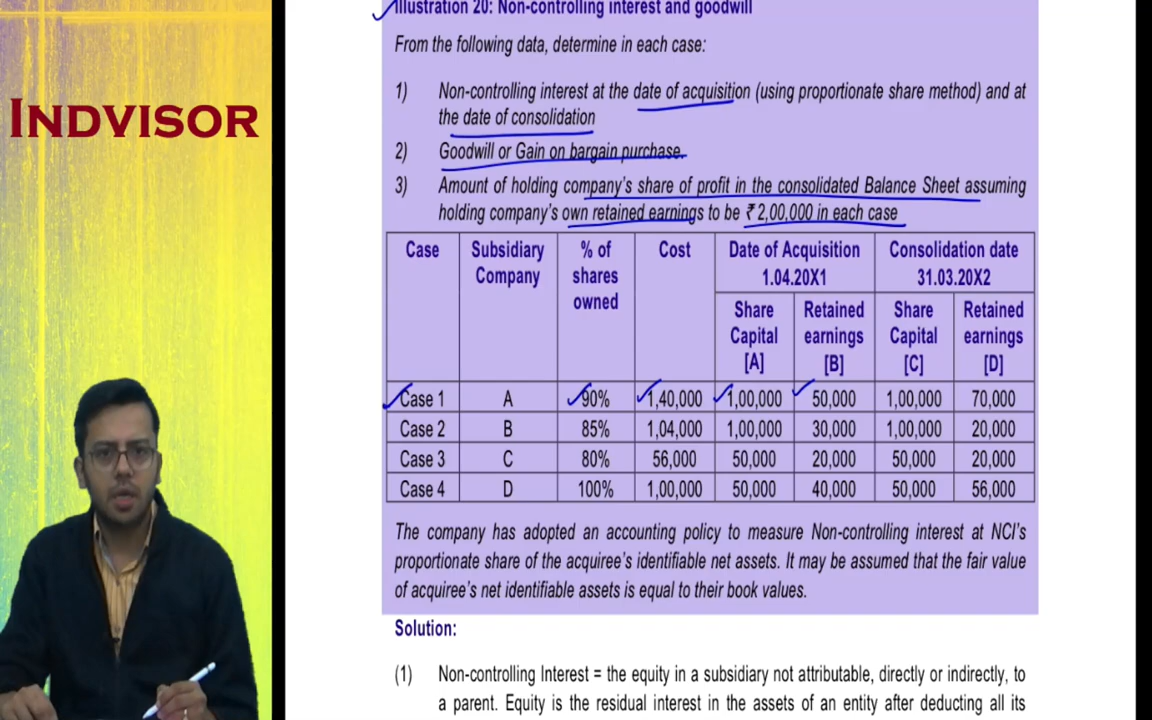 INDVISOR
Illustration 20: Non-controlling interest and goodwill
From the following data, determine in each case:
1) Non-controlling interest at the date of acquisition (using proportionate share method) and at
the date of consolidation
2) Goodwill or Gain on bargain purchase.
3) Amount of holding company's share of profit in the consolidated Balance Sheet assuming
holding company's own retained earnings to be ₹ 2,00,000 in each case
Case Subsidiary Company % of shares owned Cost Date of Acquisition 1.04.20X1 Consolidation date 31.03.20X2
Share Capital [A] Retained earnings [B] Share Capital [C] Retained earnings [D]
Case 1 A 90% 1,40,000 1,00,000 50,000 1,00,000 70,000
Case 2 B 85% 1,04,000 1,00,000 30,000 1,00,000 20,000
Case 3 C 80% 56,000 50,000 20,000 50,000 20,000
Case 4 D 100% 1,00,000 50,000 40,000 50,000 56,000
The company has adopted an accounting policy to measure Non-controlling interest at NCI's
proportionate share of the acquiree's identifiable net assets. It may be assumed that the fair value
of acquiree's net identifiable assets is equal to their book values.
Solution:
(1) Non-controlling Interest = the equity in a subsidiary not attributable, directly or indirectly, to
a parent. Equity is the residual interest in the assets of an entity after deducting all its